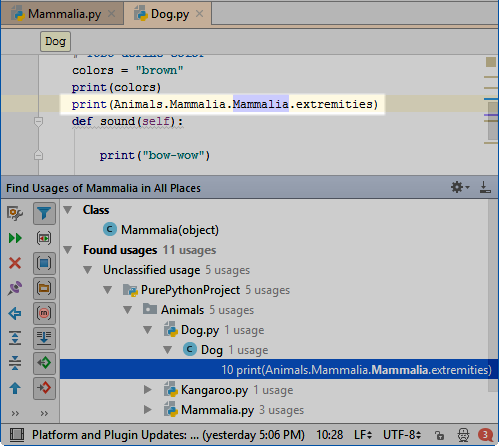 Mammalia.py
Dog.py
Dog
colors = "brown"
print(colors)
print(Animals.Mammalia.Mammalia.extremities)
def sound(self):
print("bow-wow")
Find Usages of Mammalia in All Places
Class
Mammalia(object)
Found usages 11 usages
Unclassified usage 5 usages
PurePythonProject 5 usages
Animals 5 usages
Dog.py 1 usage
Dog 1 usage
10 print(Animals.Mammalia.Mammalia.extremities)
Kangaroo.py 1 usage
Mammalia.py 3 usages
Platform and Plugin Updates: ... (yesterday 5:06 PM) 10:28 LF÷ UTF-8÷ 3